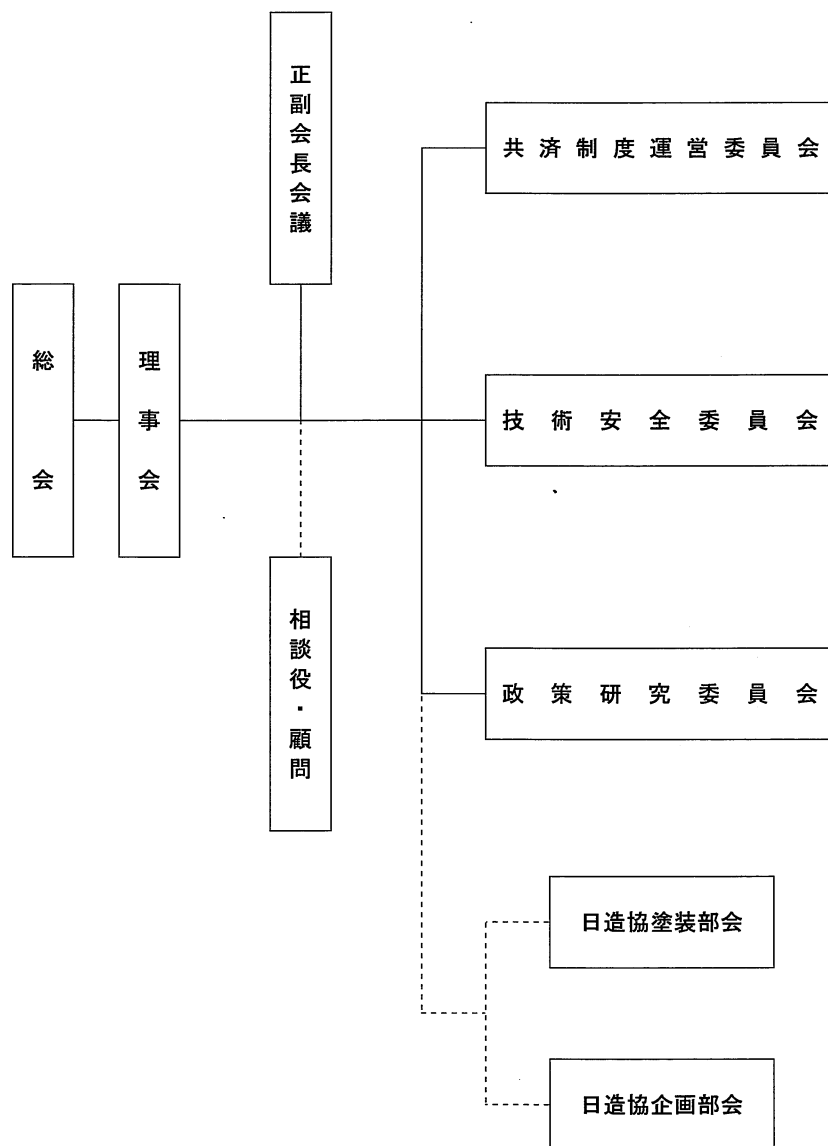 正副会長会議
共済制度運営委員会
総会
理事会
技術安全委員会
相談役・顧問
政策研究委員会
日造協塗装部会
日造協企画部会